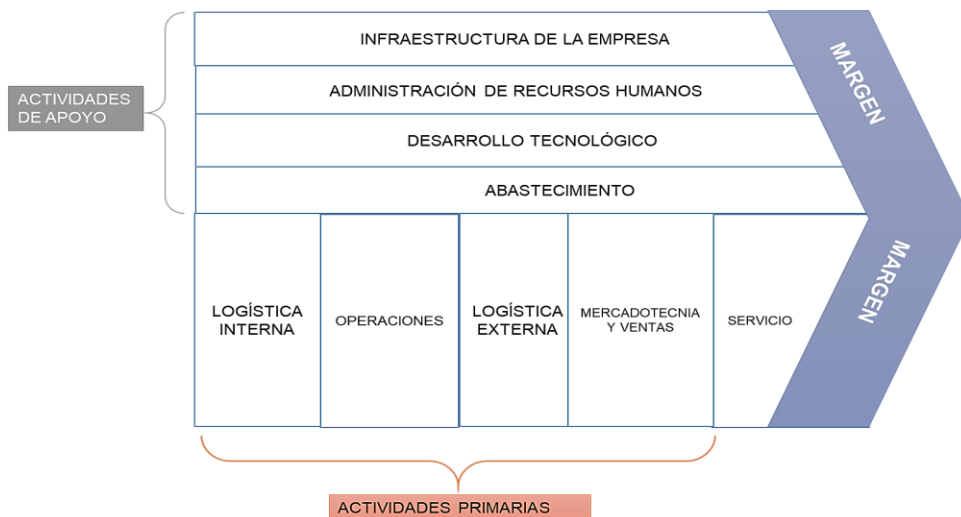 INFRAESTRUCTURA DE LA EMPRESA
MARGEN
ACTIVIDADES
DE APOYO
ADMINISTRACIÓN DE RECURSOS HUMANOS
DESARROLLO TECNOLÓGICO
ABASTECIMIENTO
LOGÍSTICA
INTERNA
OPERACIONES
LOGÍSTICA
EXTERNA
MERCADOTECNIA
Y VENTAS
SERVICIO
MARGEN
ACTIVIDADES PRIMARIAS